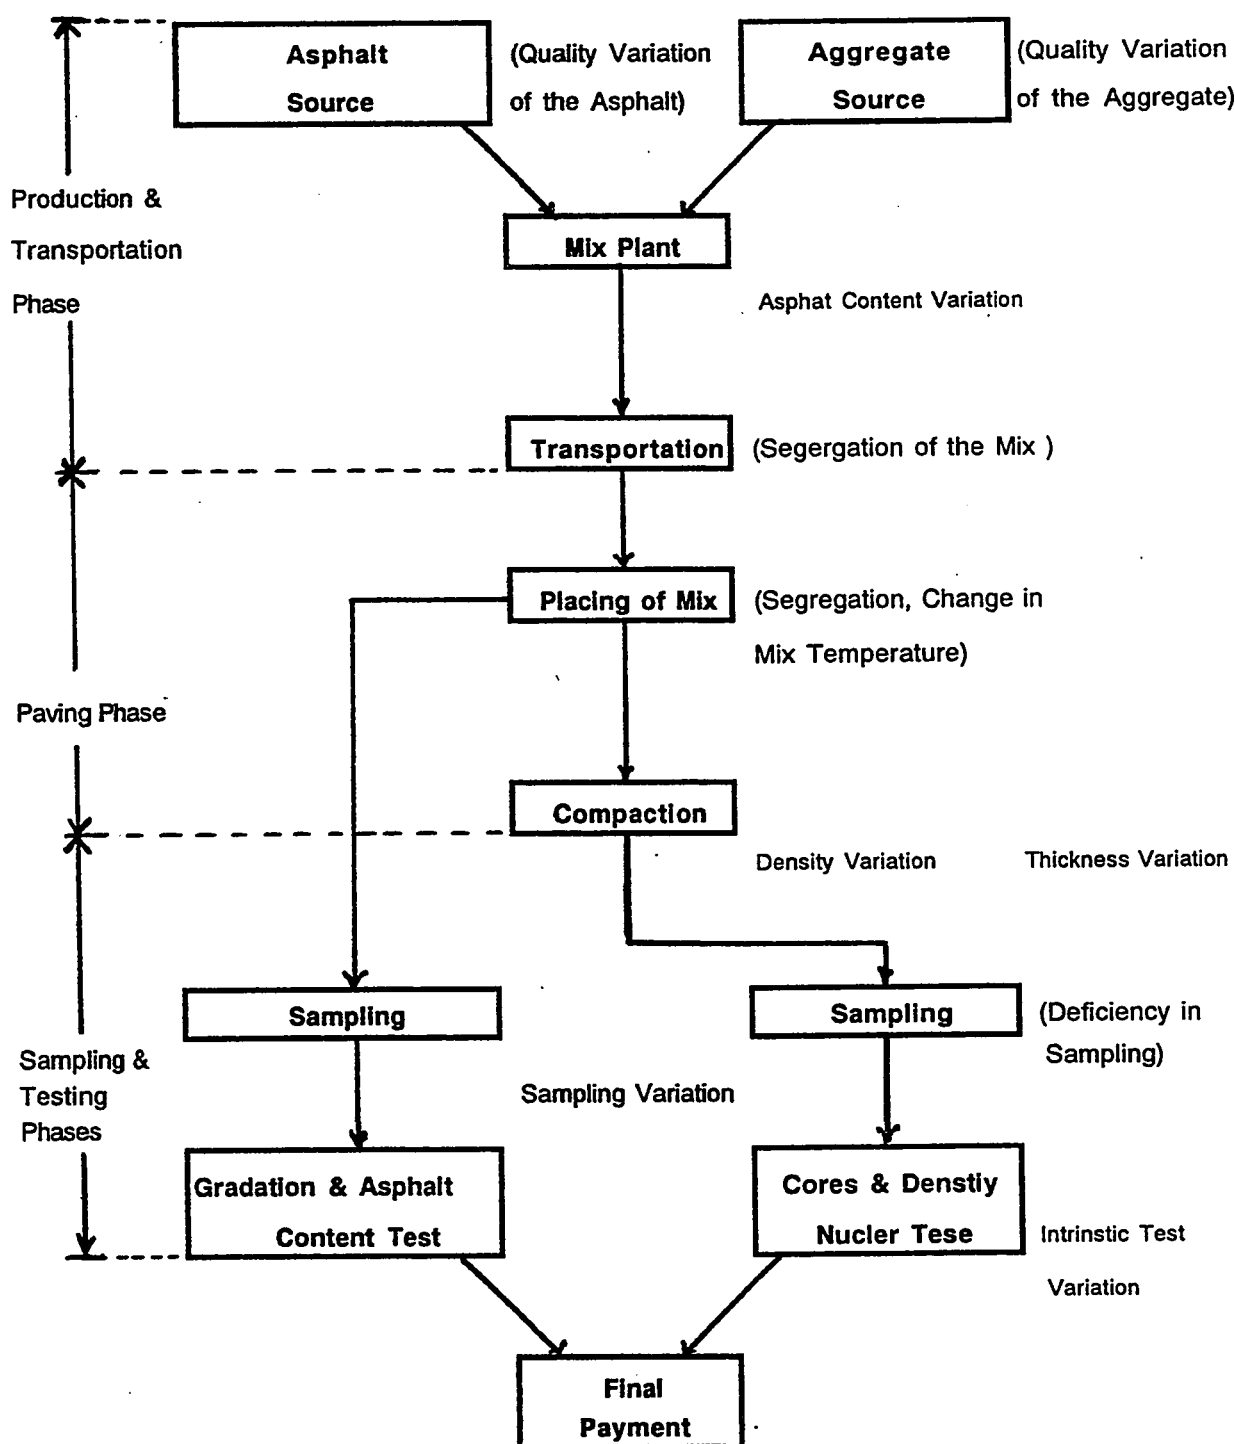 Asphalt
Source
(Quality Variation
of the Asphalt)
Aggregate
Source
(Quality Variation
of the Aggregate)
Production &
Transportation
Phase
Mix Plant
Asphat Content Variation
Transportation
(Segergation of the Mix )
Placing of Mix
(Segregation, Change in
Mix Temperature)
Paving Phase
Compaction
Density Variation
Thickness Variation
Sampling
Sampling
(Deficiency in
Sampling)
Sampling &
Testing
Phases
Sampling Variation
Gradation & Asphalt
Content Test
Cores & Denstiy
Nucler Tese
Intrinstic Test
Variation
Final
Payment